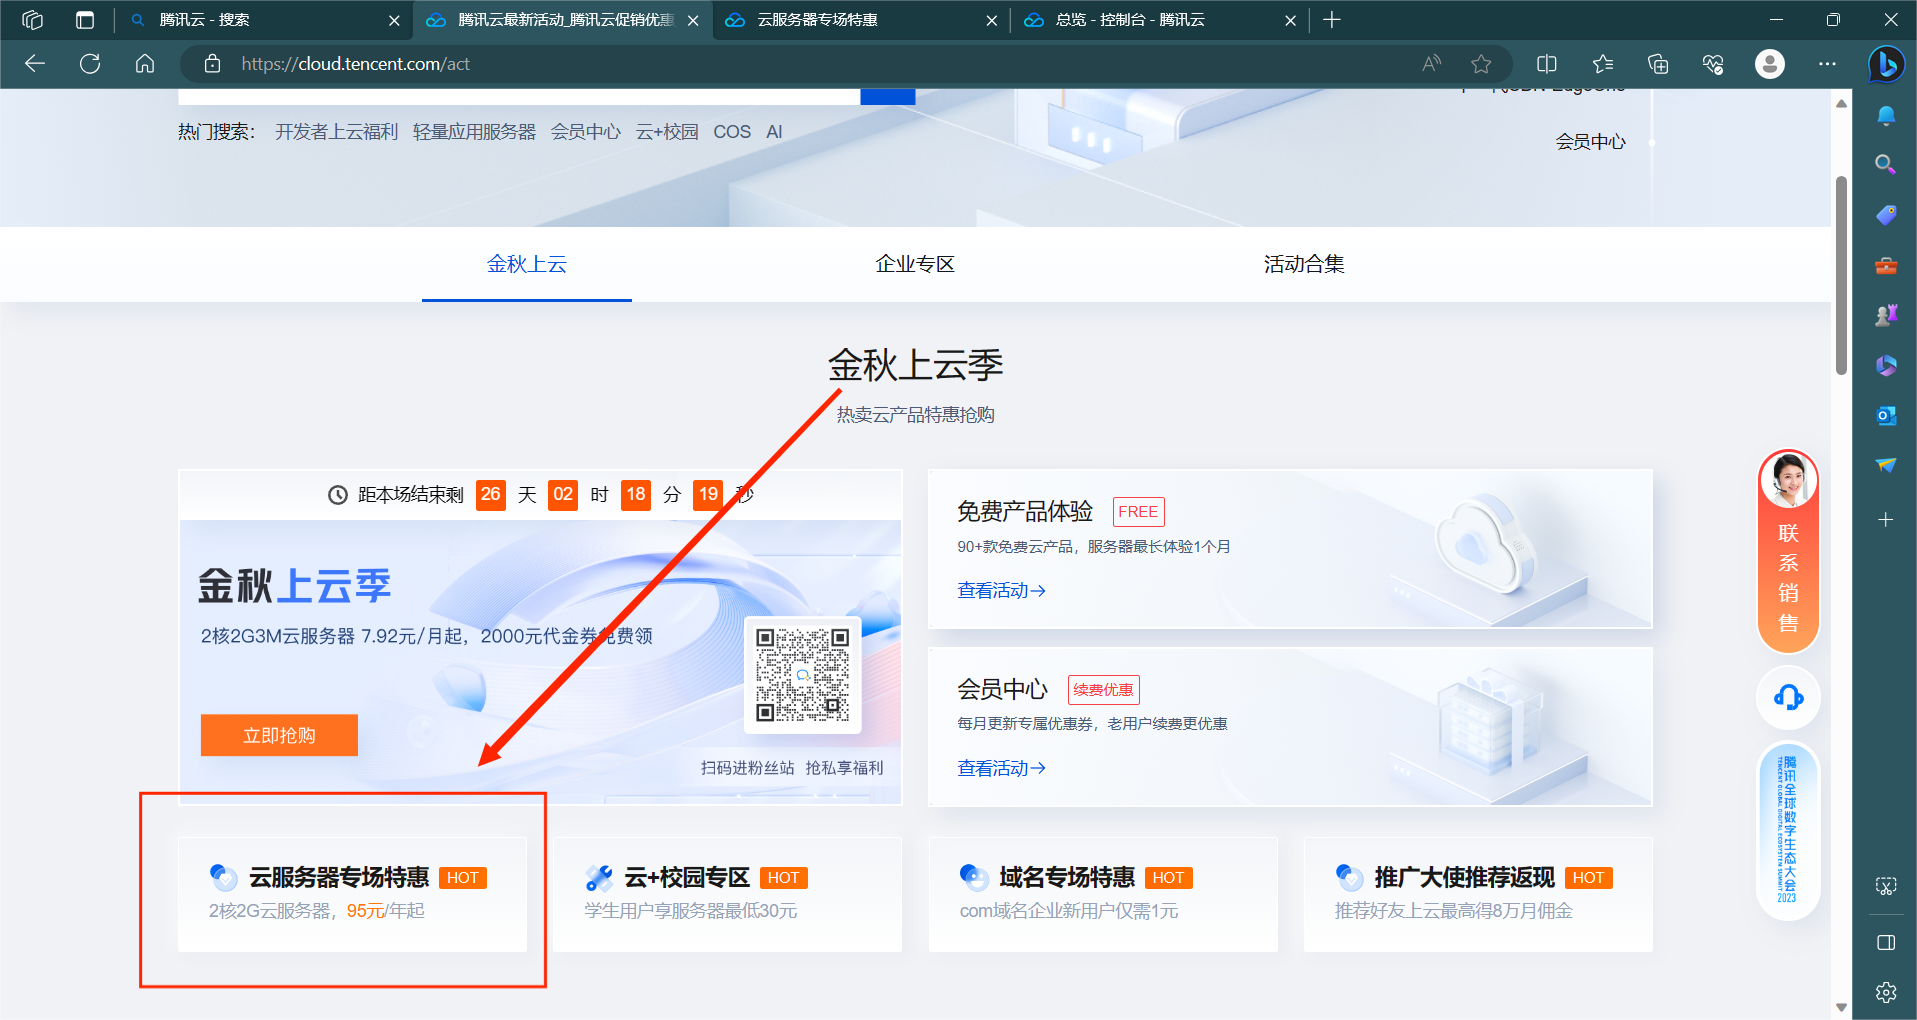 腾讯云 - 搜索
腾讯云最新活动_腾讯云促销优惠
云服务器专场特惠
总览 - 控制台 - 腾讯云
https://cloud.tencent.com/act
热门搜索： 开发者上云福利 轻量应用服务器 会员中心 云+校园 COS AI
会员中心
金秋上云 企业专区 活动合集
金秋上云季
热卖云产品特惠抢购
距本场结束剩 26 天 02 时 18 分 19 秒
金秋上云季
2核2G3M云服务器 7.92元/月起，2000元代金券免费领
立即抢购
扫码进粉丝站 抢私享福利
免费产品体验 FREE
90+款免费云产品，服务器最长体验1个月
查看活动→
会员中心 续费优惠
每月更新专属优惠券，老用户续费更优惠
查看活动→
云服务器专场特惠 HOT
2核2G云服务器，95元/年起
云+校园专区 HOT
学生用户享服务器最低30元
域名专场特惠 HOT
com域名企业新用户仅需1元
推广大使推荐返现 HOT
推荐好友上云最高得8万月佣金
联系销售
腾讯全球数字生态大会
TENCENT GLOBAL DIGITAL ECOSYSTEM SUMMIT
2023